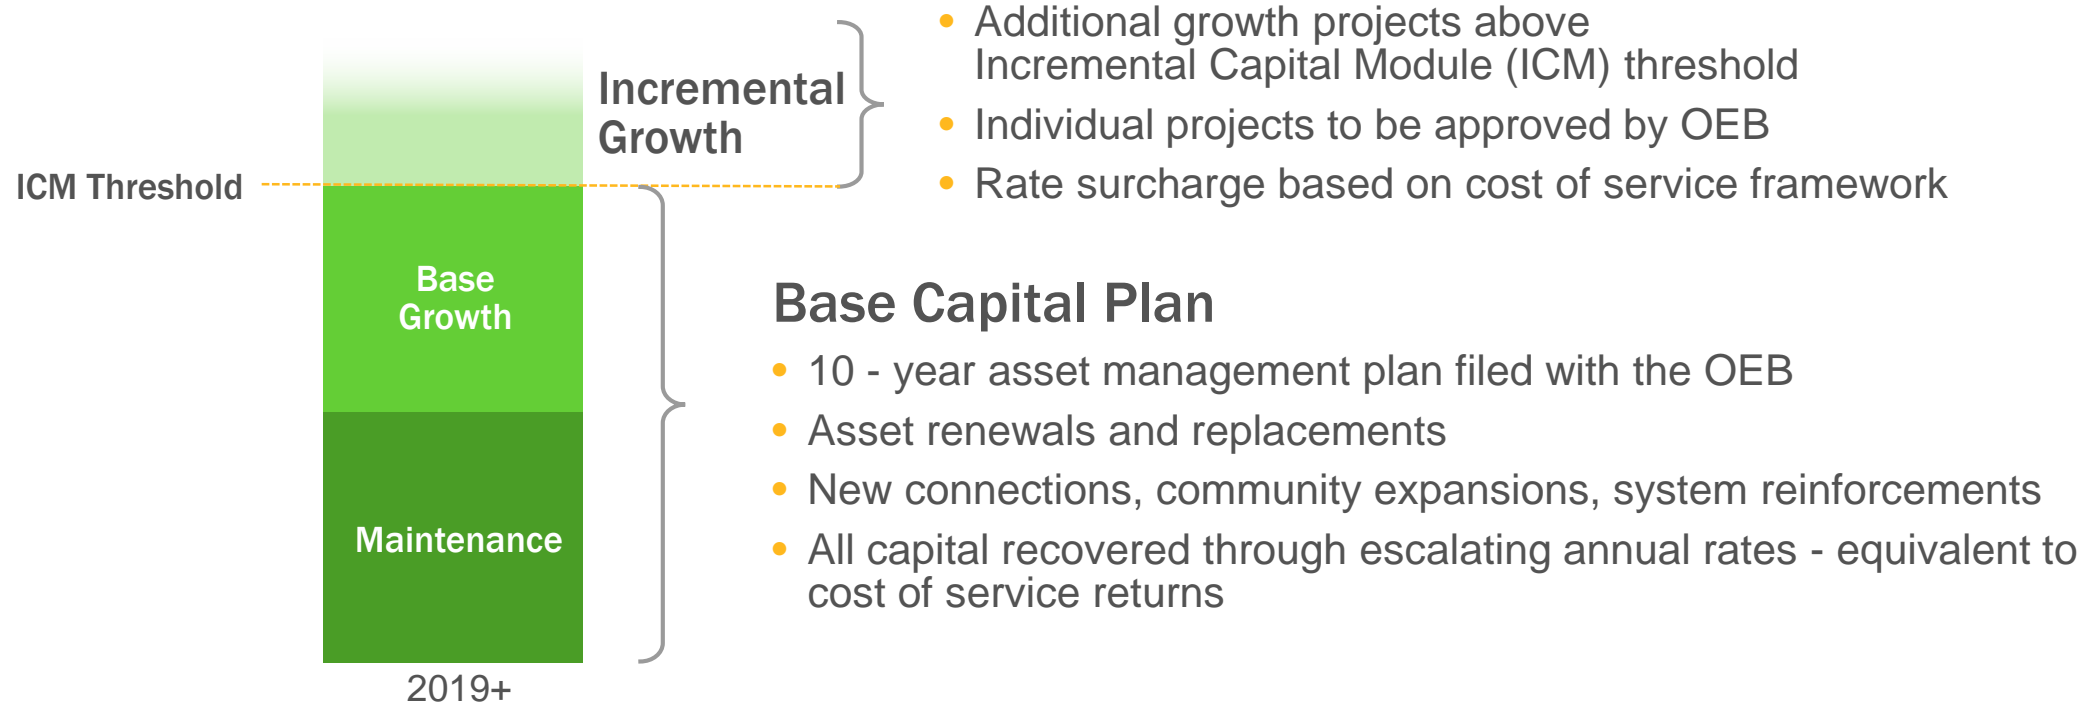 • Additional growth projects above
Incremental Capital Module (ICM) threshold
• Individual projects to be approved by OEB
• Rate surcharge based on cost of service framework
Incremental
Growth
ICM Threshold
Base
Growth
Maintenance
2019+
Base Capital Plan
• 10 - year asset management plan filed with the OEB
• Asset renewals and replacements
• New connections, community expansions, system reinforcements
• All capital recovered through escalating annual rates - equivalent to
cost of service returns